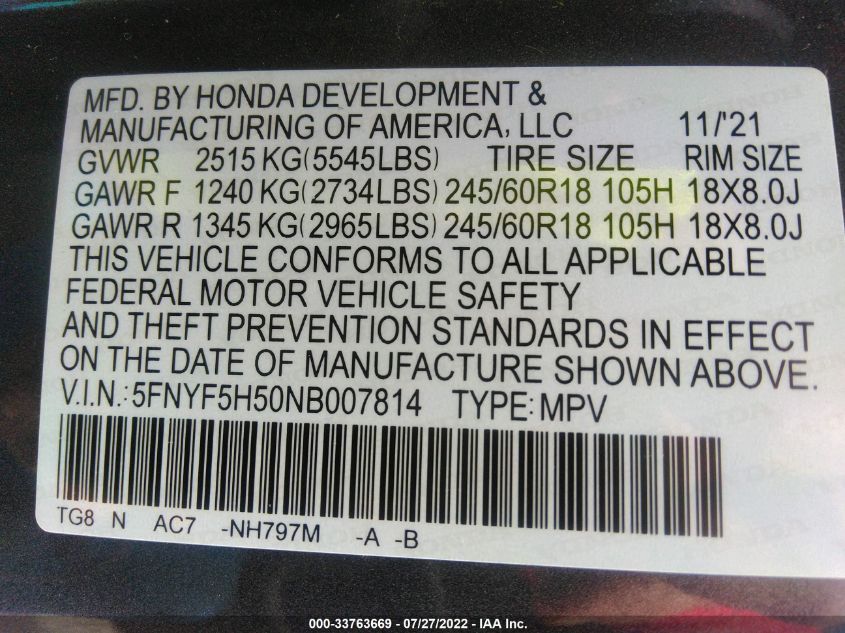 MFD. BY HONDA DEVELOPMENT &
MANUFACTURING OF AMERICA, LLC 11/'21
GVWR 2515 KG(5545LBS) TIRE SIZE RIM SIZE
GAWR F 1240 KG(2734LBS) 245/60R18 105H 18X8.0J
GAWR R 1345 KG(2965LBS) 245/60R18 105H 18X8.0J
THIS VEHICLE CONFORMS TO ALL APPLICABLE
FEDERAL MOTOR VEHICLE SAFETY
AND THEFT PREVENTION STANDARDS IN EFFECT
ON THE DATE OF MANUFACTURE SHOWN ABOVE.
V.I.N.:5FNYF5H50NB007814 TYPE:MPV
TG8 N AC7 -NH797M -A -B
000-33763669 - 07/27/2022 - IAA Inc.